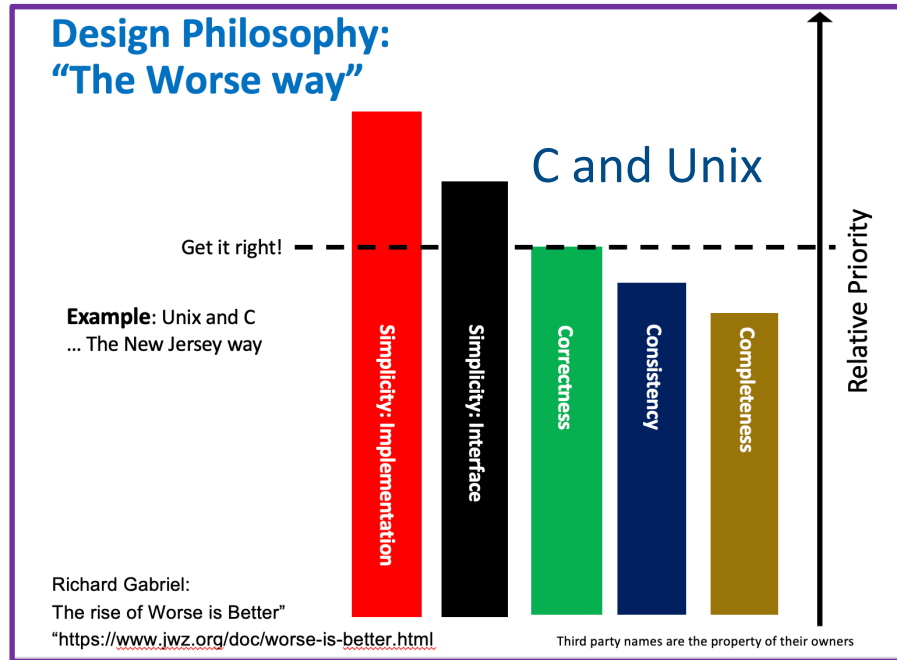 Design Philosophy:
“The Worse way”
C and Unix
Get it right!
Example: Unix and C
... The New Jersey way
Simplicity: Implementation
Simplicity: Interface
Correctness
Consistency
Completeness
Relative Priority
Richard Gabriel:
The rise of Worse is Better”
“https://www.jwz.org/doc/worse-is-better.html
Third party names are the property of their owners